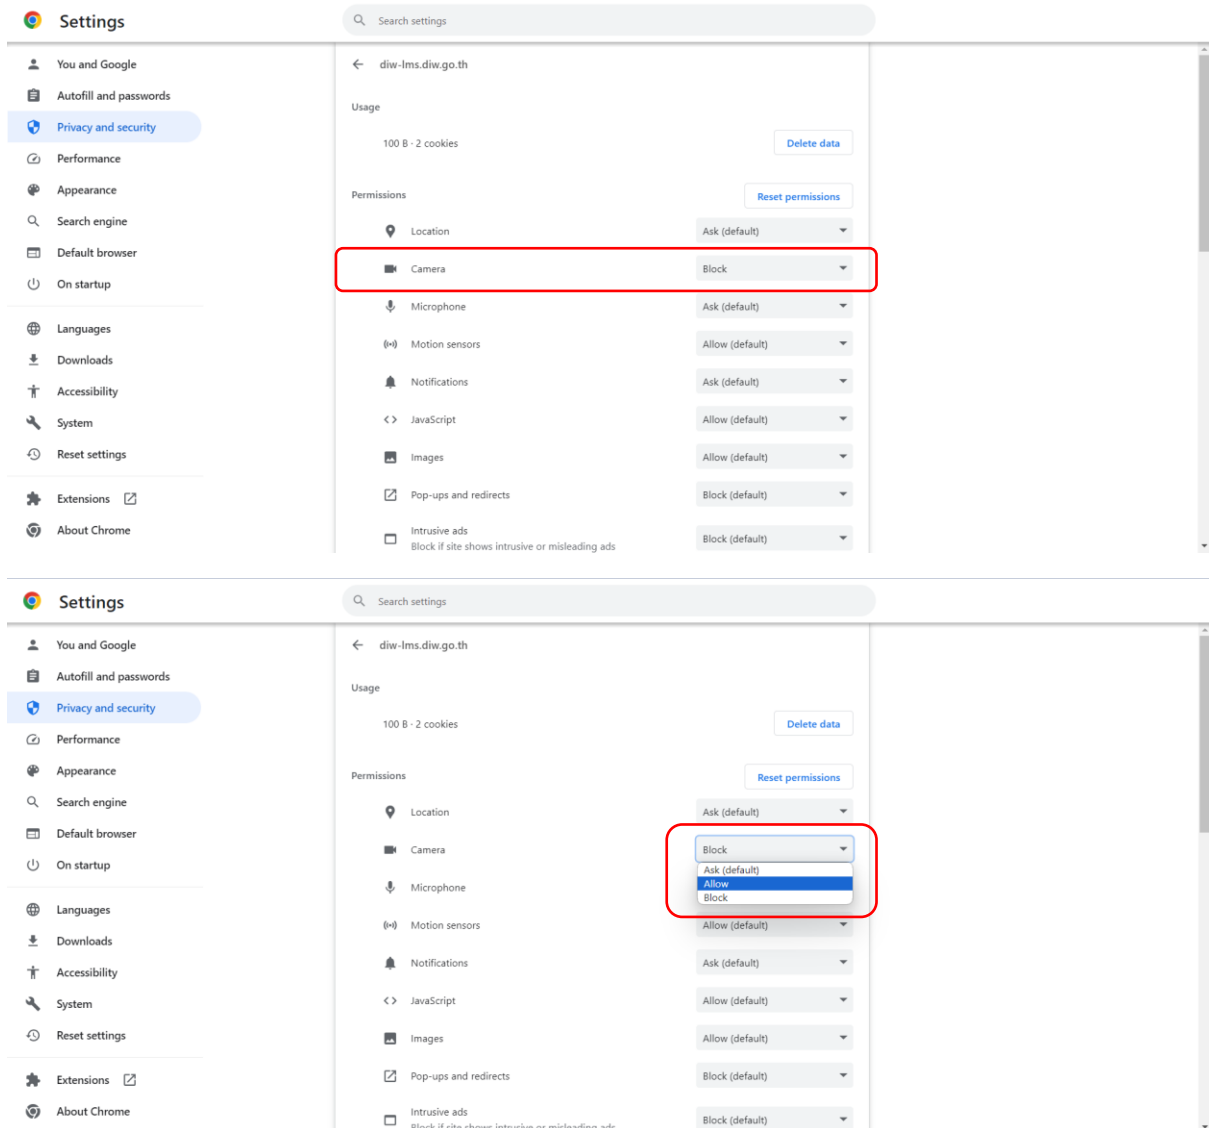 Settings
Search settings
You and Google
Autofill and passwords
Privacy and security
Performance
Appearance
Search engine
Default browser
On startup
Languages
Downloads
Accessibility
System
Reset settings
Extensions
About Chrome
diw-lms.diw.go.th
Usage
100 B · 2 cookies Delete data
Permissions Reset permissions
Location Ask (default)
Camera Block
Microphone Ask (default)
Motion sensors Allow (default)
Notifications Ask (default)
JavaScript Allow (default)
Images Allow (default)
Pop-ups and redirects Block (default)
Intrusive ads
Block if site shows intrusive or misleading ads
Block (default)
Settings
Search settings
You and Google
Autofill and passwords
Privacy and security
Performance
Appearance
Search engine
Default browser
On startup
Languages
Downloads
Accessibility
System
Reset settings
Extensions
About Chrome
diw-lms.diw.go.th
Usage
100 B · 2 cookies Delete data
Permissions Reset permissions
Location Ask (default)
Camera Block
Ask (default)
Allow
Block
Microphone
Motion sensors Allow (default)
Notifications Ask (default)
JavaScript Allow (default)
Images Allow (default)
Pop-ups and redirects Block (default)
Intrusive ads
Block if site shows intrusive or misleading ads
Block (default)